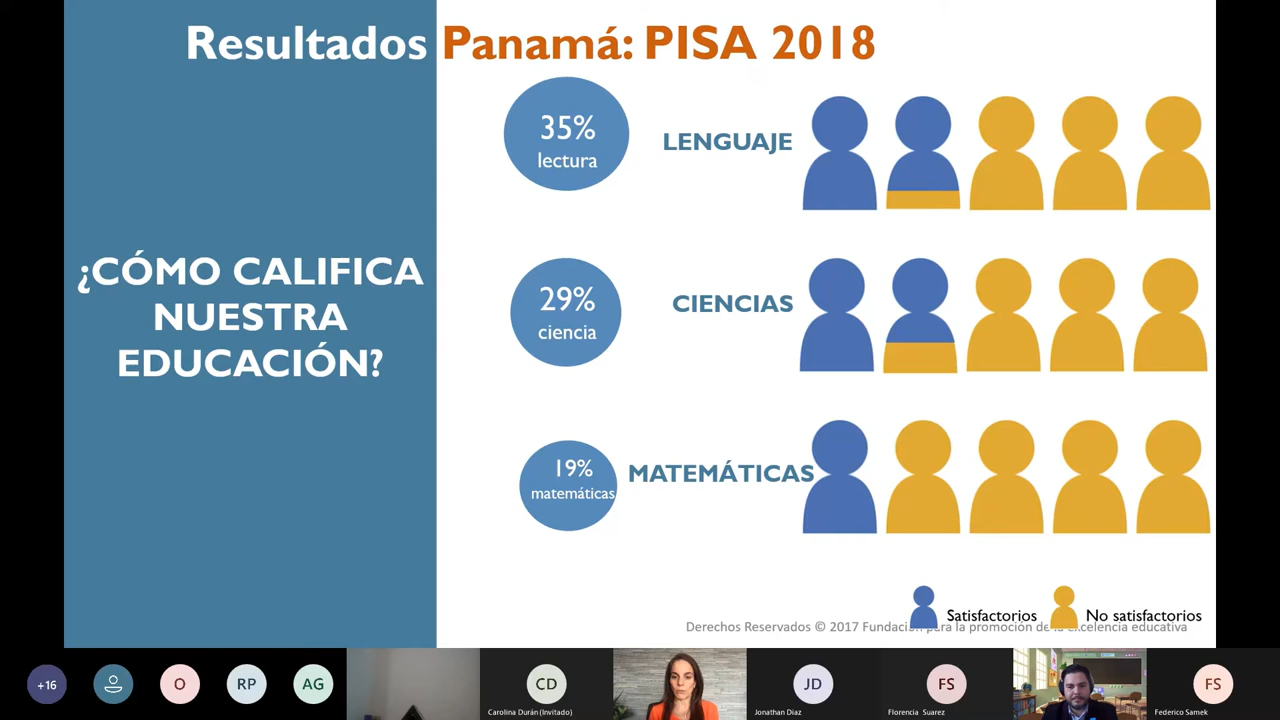 Resultados Panamá: PISA 2018
¿CÓMO CALIFICA
NUESTRA
EDUCACIÓN?
35%
lectura
LENGUAJE
29%
ciencia
CIENCIAS
19%
matemáticas
MATEMÁTICAS
Satisfactorios
No satisfactorios
Derechos Reservados © 2017 Fundación para la promoción de la excelencia educativa
+16
O
RP
AG
CD
Carolina Durán (Invitado)
JD
Jonathan Diaz
FS
Florencia Suarez
FS
Federico Samek